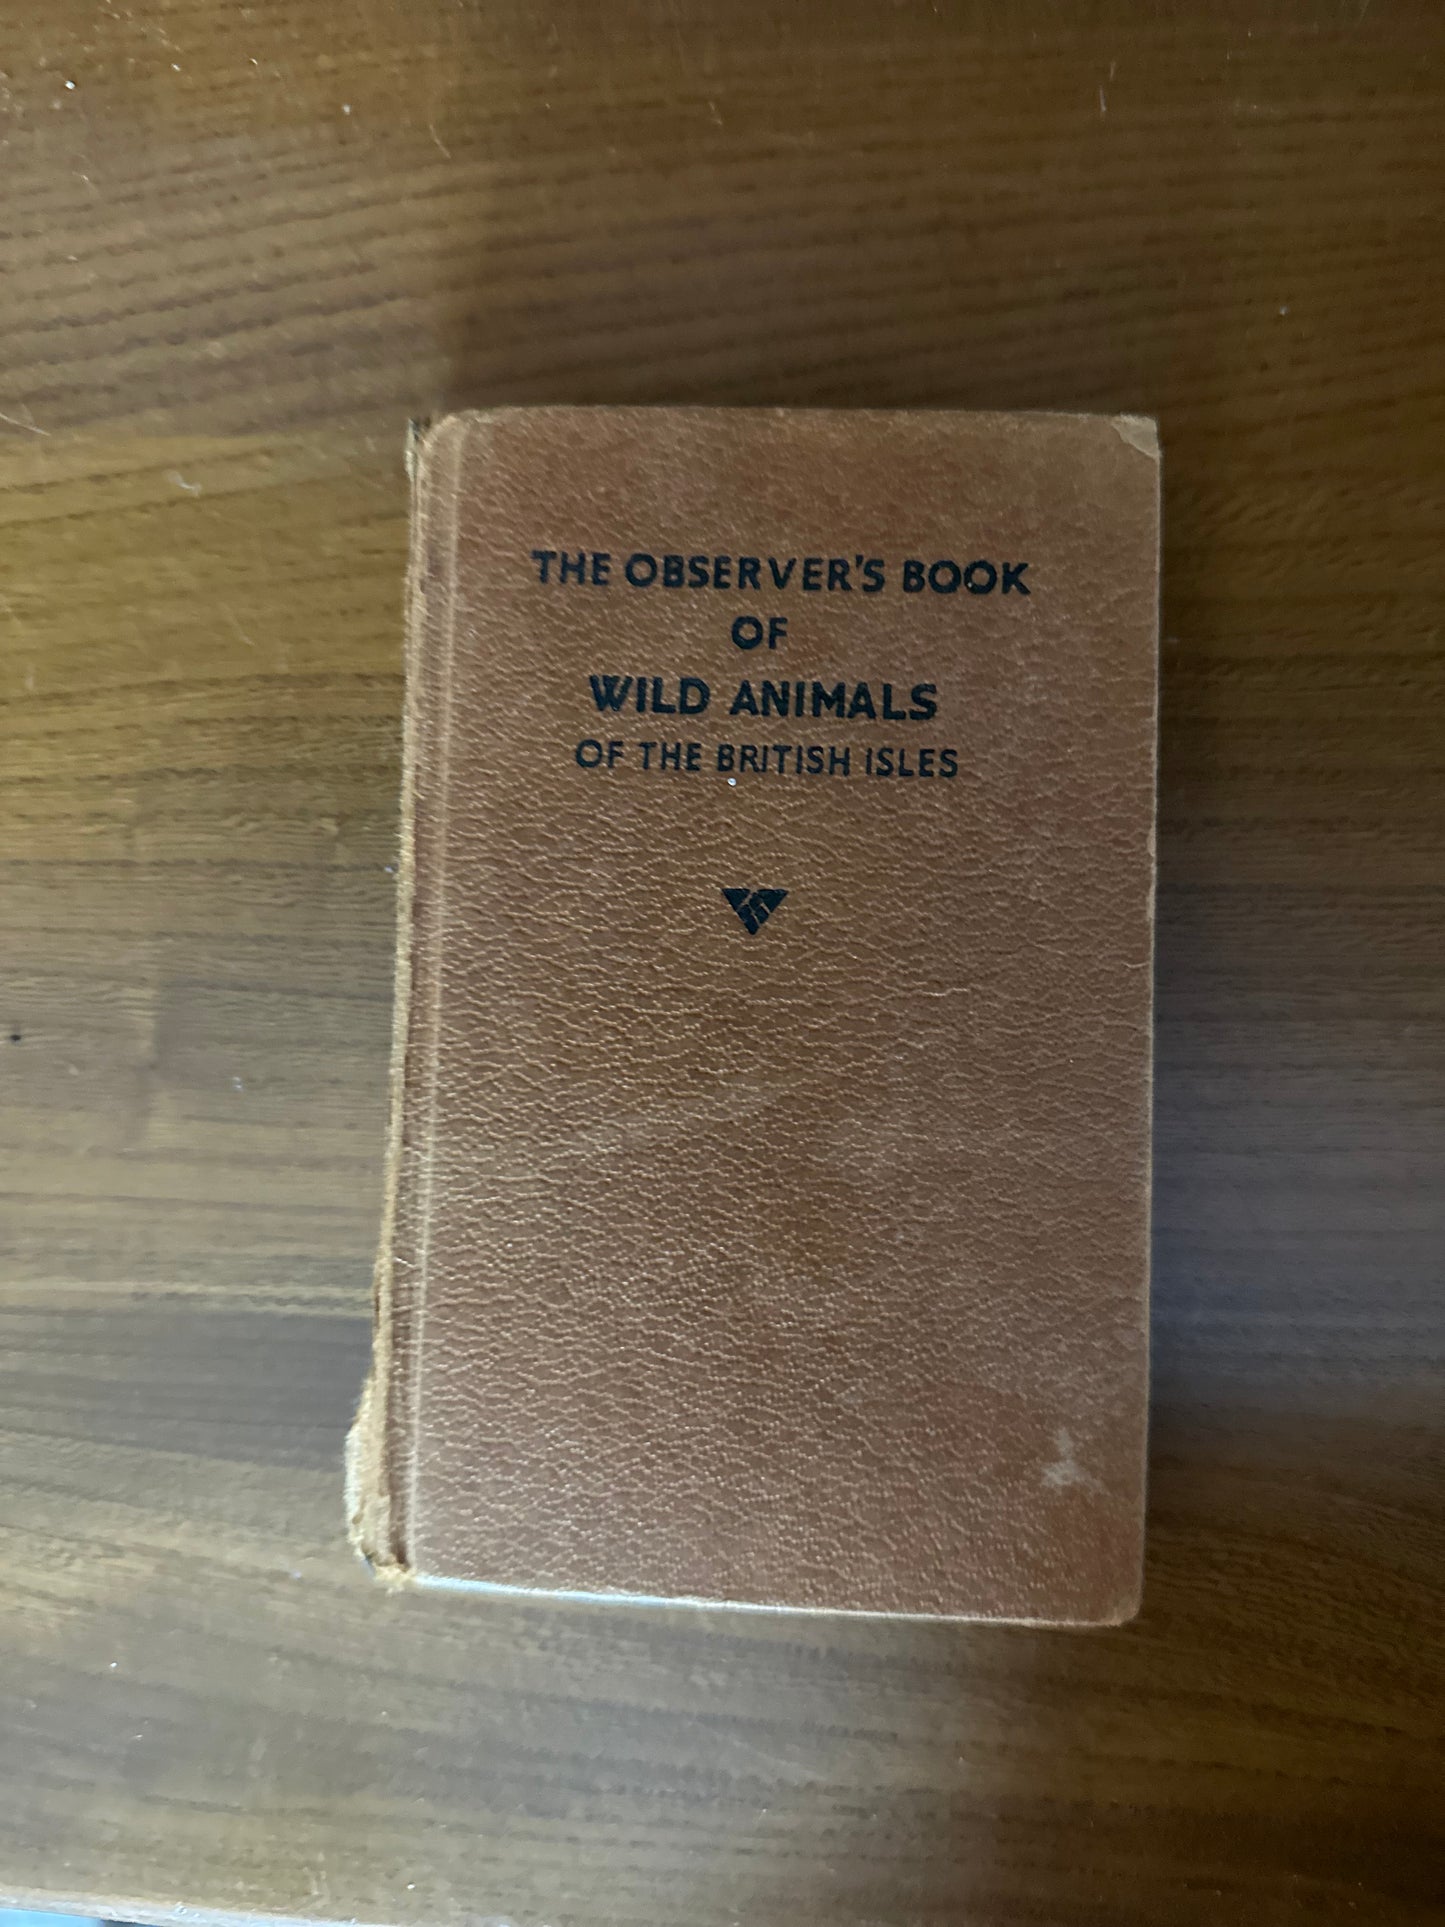 THE OBSERVER'S BOOK
OF
WILD ANIMALS
OF THE BRITISH ISLES